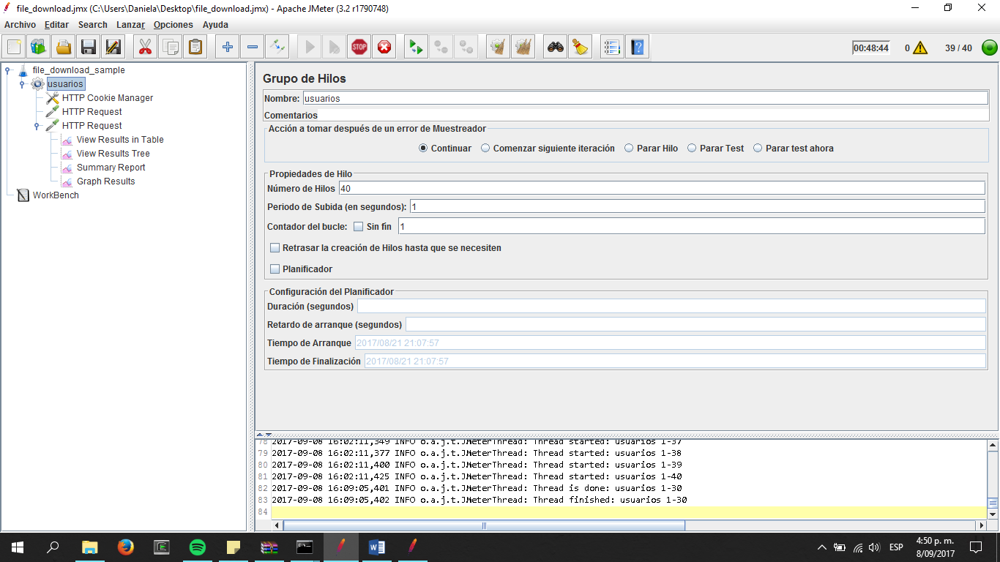 file_download.jmx (C:\Users\Daniela\Desktop\file_download.jmx) - Apache JMeter (3.2 r1790748)
Archivo Editar Search Lanzar Opciones Ayuda
STOP
00:48:44 0 39 / 40
file_download_sample
usuarios
HTTP Cookie Manager
HTTP Request
HTTP Request
View Results in Table
View Results Tree
Summary Report
Graph Results
WorkBench
Grupo de Hilos
Nombre: usuarios
Comentarios
Acción a tomar después de un error de Muestreador
Continuar Comenzar siguiente iteración Parar Hilo Parar Test Parar test ahora
Propiedades de Hilo
Número de Hilos 40
Periodo de Subida (en segundos): 1
Contador del bucle: Sin fín 1
Retrasar la creación de Hilos hasta que se necesiten
Planificador
Configuración del Planificador
Duración (segundos)
Retardo de arranque (segundos)
Tiempo de Arranque 2017/08/21 21:07:57
Tiempo de Finalización 2017/08/21 21:07:57
78 2017-09-08 16:02:11,349 INFO o.a.j.t.JMeterThread: Thread started: usuarios 1-37
79 2017-09-08 16:02:11,377 INFO o.a.j.t.JMeterThread: Thread started: usuarios 1-38
80 2017-09-08 16:02:11,400 INFO o.a.j.t.JMeterThread: Thread started: usuarios 1-39
81 2017-09-08 16:02:11,425 INFO o.a.j.t.JMeterThread: Thread started: usuarios 1-40
82 2017-09-08 16:09:05,401 INFO o.a.j.t.JMeterThread: Thread is done: usuarios 1-30
83 2017-09-08 16:09:05,402 INFO o.a.j.t.JMeterThread: Thread finished: usuarios 1-30
84
ESP
4:50 p. m.
8/09/2017